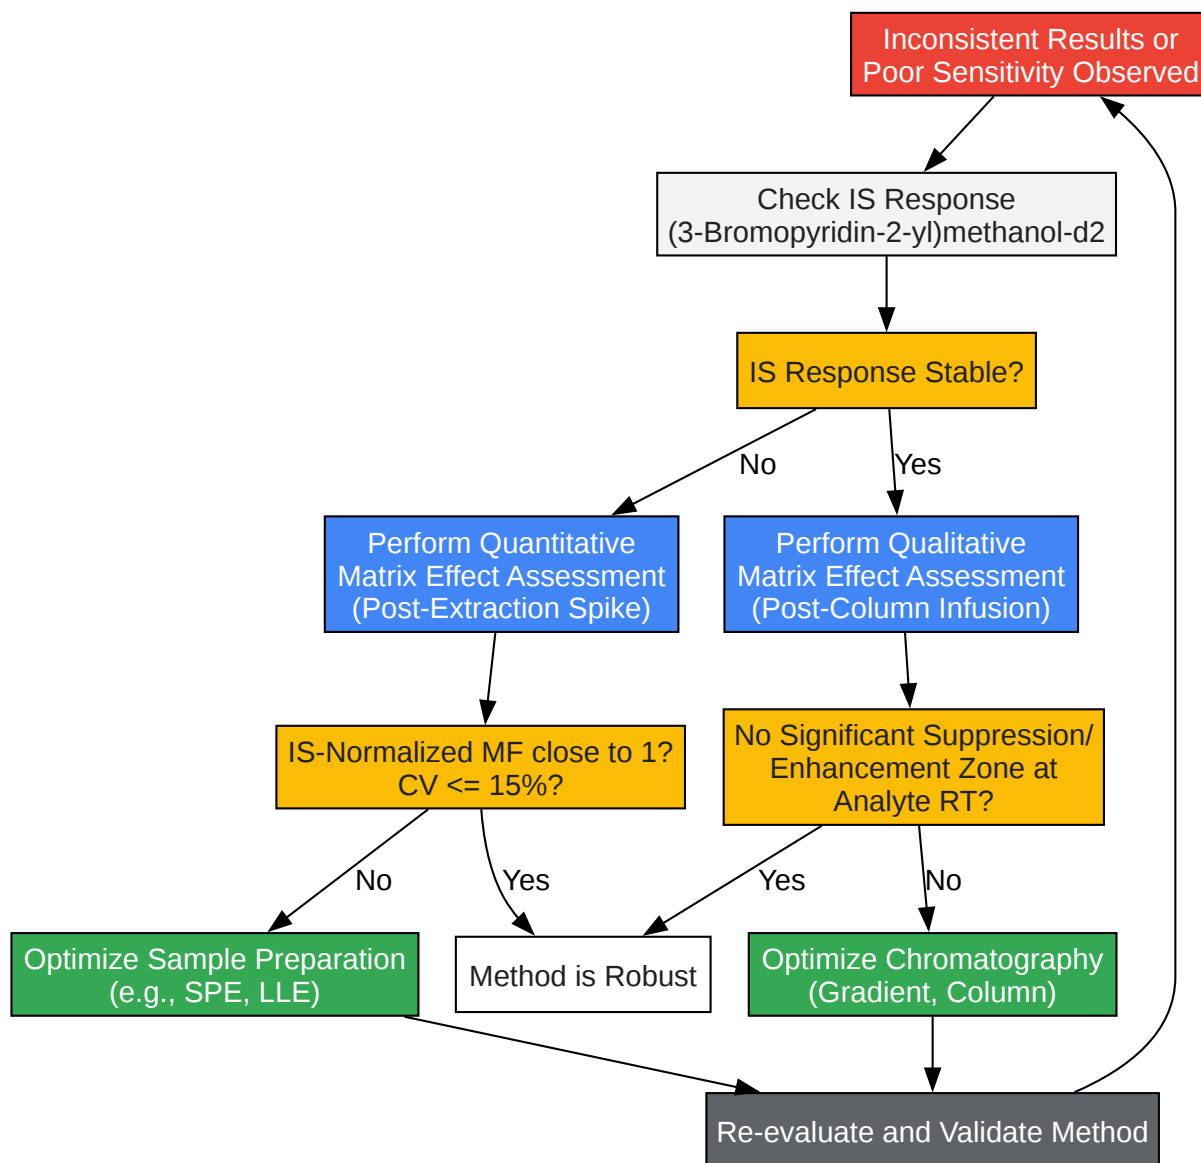 Inconsistent Results or
Poor Sensitivity Observed
Check IS Response
(3-Bromopyridin-2-yl)methanol-d2
IS Response Stable?
No
Yes
Perform Quantitative
Matrix Effect Assessment
(Post-Extraction Spike)
Perform Qualitative
Matrix Effect Assessment
(Post-Column Infusion)
IS-Normalized MF close to 1?
CV <= 15%?
No Significant Suppression/
Enhancement Zone at
Analyte RT?
No
Yes
Yes
No
Optimize Sample Preparation
(e.g., SPE, LLE)
Method is Robust
Optimize Chromatography
(Gradient, Column)
Re-evaluate and Validate Method